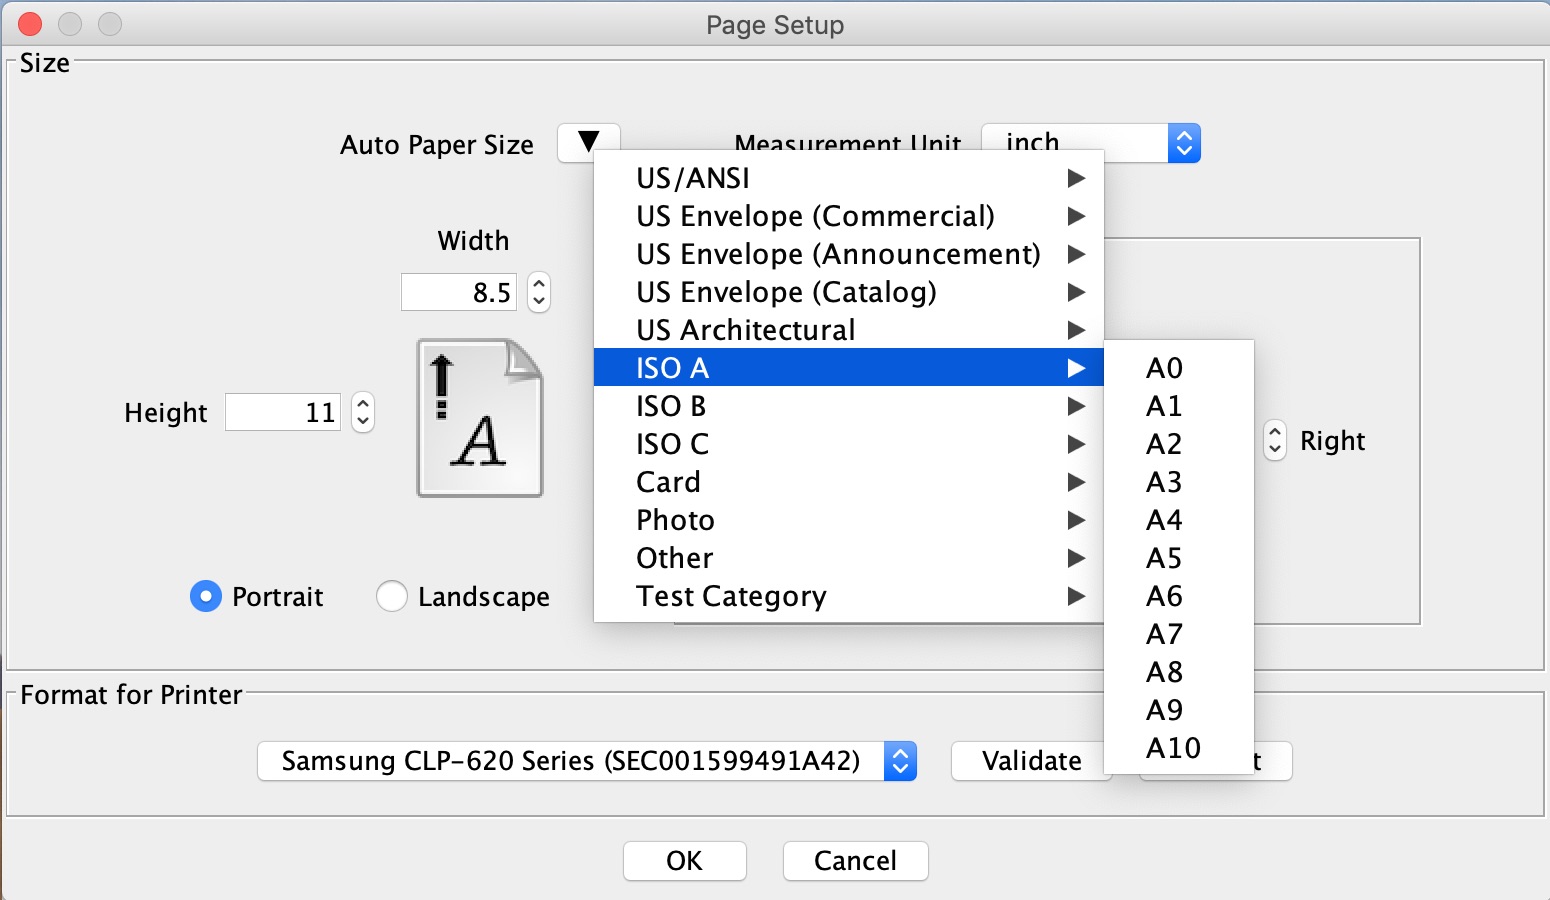 Page Setup
Size
Auto Paper Size
Measurement Unit inch
Width
8.5
Height 11
A
Portrait Landscape
US/ANSI
US Envelope (Commercial)
US Envelope (Announcement)
US Envelope (Catalog)
US Architectural
ISO A
ISO B
ISO C
Card
Photo
Other
Test Category
A0
A1
A2
A3
A4
A5
A6
A7
A8
A9
A10
Right
Format for Printer
Samsung CLP-620 Series (SEC001599491A42) Validate
OK Cancel